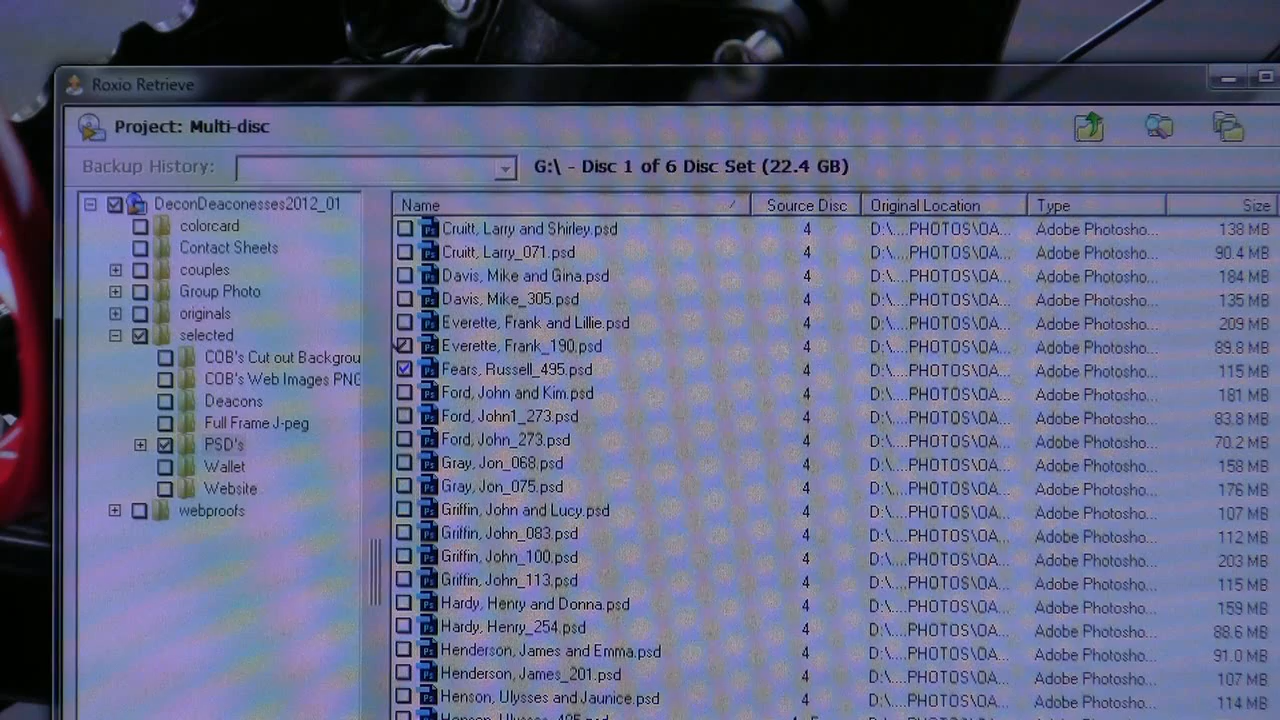 Roxio Retrieve
Project: Multi-disc
Backup History:
G:\ - Disc 1 of 6 Disc Set (22.4 GB)
DeconDeaconesses2012_01
colorcard
Contact Sheets
couples
Group Photo
originals
selected
COB's Cut out Backgrou
COB's Web Images PNG
Deacons
Full Frame J-peg
PSD's
Wallet
Website
webproofs
Name Source Disc Original Location Type Size
Cruitt, Larry and Shirley.psd 4 D:\....PHOTOS\OA... Adobe Photosho... 138 MB
Cruitt, Larry_071.psd 4 D:\....PHOTOS\OA... Adobe Photosho... 90.4 MB
Davis, Mike and Gina.psd 4 D:\....PHOTOS\OA... Adobe Photosho... 184 MB
Davis, Mike_305.psd 4 D:\....PHOTOS\OA... Adobe Photosho... 135 MB
Everette, Frank and Lillie.psd 4 D:\....PHOTOS\OA... Adobe Photosho... 209 MB
Everette, Frank_190.psd 4 D:\....PHOTOS\OA... Adobe Photosho... 89.8 MB
Fears, Russell_495.psd 4 D:\....PHOTOS\OA... Adobe Photosho... 115 MB
Ford, John and Kim.psd 4 D:\....PHOTOS\OA... Adobe Photosho... 181 MB
Ford, John1_273.psd 4 D:\....PHOTOS\OA... Adobe Photosho... 83.8 MB
Ford, John_273.psd 4 D:\....PHOTOS\OA... Adobe Photosho... 70.2 MB
Gray, Jon_068.psd 4 D:\....PHOTOS\OA... Adobe Photosho... 158 MB
Gray, Jon_075.psd 4 D:\....PHOTOS\OA... Adobe Photosho... 176 MB
Griffin, John and Lucy.psd 4 D:\....PHOTOS\OA... Adobe Photosho... 107 MB
Griffin, John_083.psd 4 D:\....PHOTOS\OA... Adobe Photosho... 112 MB
Griffin, John_100.psd 4 D:\....PHOTOS\OA... Adobe Photosho... 203 MB
Griffin, John_113.psd 4 D:\....PHOTOS\OA... Adobe Photosho... 115 MB
Hardy, Henry and Donna.psd 4 D:\....PHOTOS\OA... Adobe Photosho... 159 MB
Hardy, Henry_254.psd 4 D:\....PHOTOS\OA... Adobe Photosho... 88.6 MB
Henderson, James and Emma.psd 4 D:\....PHOTOS\OA... Adobe Photosho... 91.0 MB
Henderson, James_201.psd 4 D:\....PHOTOS\OA... Adobe Photosho... 107 MB
Henson, Ulysses and Jaunice.psd 4 D:\....PHOTOS\OA... Adobe Photosho... 114 MB